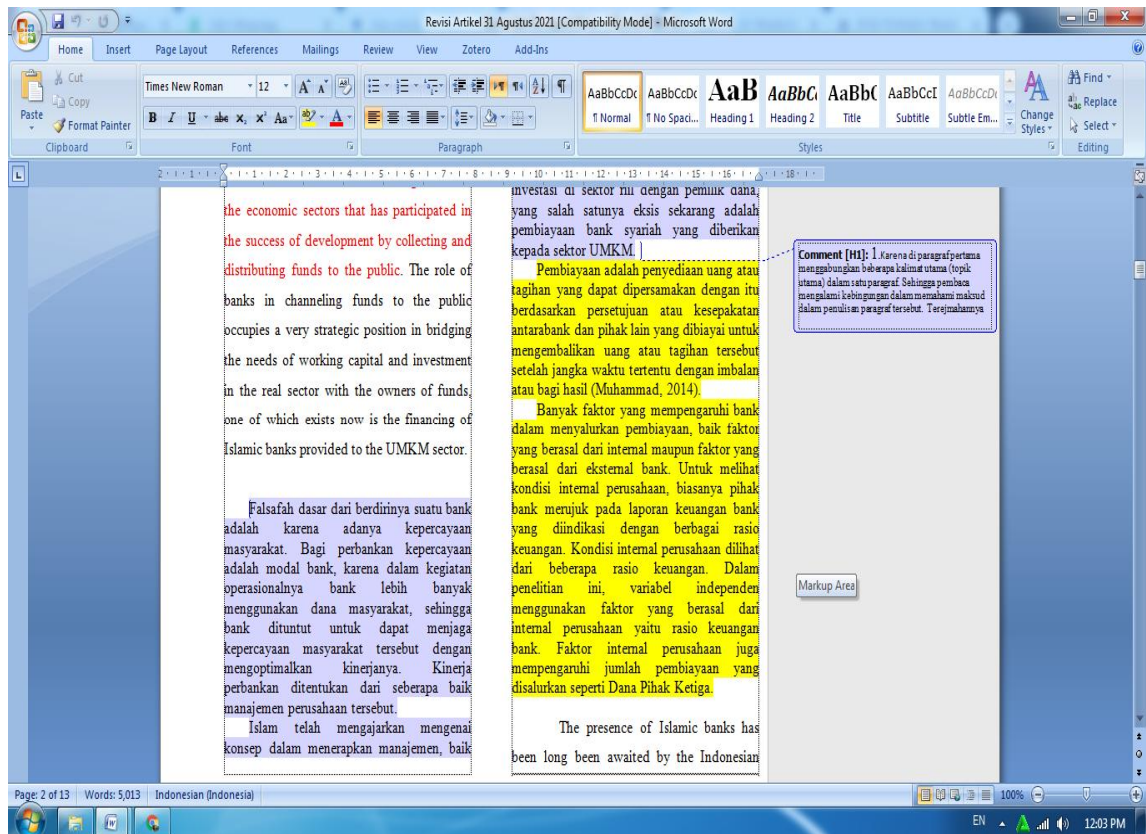 Revisi Artikel 31 Agustus 2021 [Compatibility Mode] - Microsoft Word
Home Insert Page Layout References Mailings Review View Zotero Add-Ins
Paste
Cut
Copy
Format Painter
Clipboard
Times New Roman 12
B I U abe X₂ X² Aa
Font
Paragraph
AaBbCcDc AaBbCcDc AaB AaBbCc AaBb( AaBbCcI AaBbCcDc
¶ Normal ¶ No Spaci... Heading 1 Heading 2 Title Subtitle Subtle Em...
Change Styles
Styles
Find
Replace
Select
Editing
the economic sectors that has participated in
the success of development by collecting and
distributing funds to the public. The role of
banks in channeling funds to the public
occupies a very strategic position in bridging
the needs of working capital and investment
in the real sector with the owners of funds,
one of which exists now is the financing of
Islamic banks provided to the UMKM sector.
Falsafah dasar dari berdirinya suatu bank
adalah karena adanya kepercayaan
masyarakat. Bagi perbankan kepercayaan
adalah modal bank, karena dalam kegiatan
operasionalnya bank lebih banyak
menggunakan dana masyarakat, sehingga
bank dituntut untuk dapat menjaga
kepercayaan masyarakat tersebut dengan
mengoptimalkan kinerjanya. Kinerja
perbankan ditentukan dari seberapa baik
manajemen perusahaan tersebut.
Islam telah mengajarkan mengenai
konsep dalam menerapkan manajemen, baik
investasi di sektor riil dengan pemilik dana,
yang salah satunya eksis sekarang adalah
pembiayaan bank syariah yang diberikan
kepada sektor UMKM.
Pembiayaan adalah penyediaan uang atau
tagihan yang dapat dipersamakan dengan itu
berdasarkan persetujuan atau kesepakatan
antarabank dan pihak lain yang dibiayai untuk
mengembalikan uang atau tagihan tersebut
setelah jangka waktu tertentu dengan imbalan
atau bagi hasil (Muhammad, 2014).
Banyak faktor yang mempengaruhi bank
dalam menyalurkan pembiayaan, baik faktor
yang berasal dari internal maupun faktor yang
berasal dari eksternal bank. Untuk melihat
kondisi internal perusahaan, biasanya pihak
bank merujuk pada laporan keuangan bank
yang diindikasi dengan berbagai rasio
keuangan. Kondisi internal perusahaan dilihat
dari beberapa rasio keuangan. Dalam
penelitian ini, variabel independen
menggunakan faktor yang berasal dari
internal perusahaan yaitu rasio keuangan
bank. Faktor internal perusahaan juga
mempengaruhi jumlah pembiayaan yang
disalurkan seperti Dana Pihak Ketiga.
The presence of Islamic banks has
been long been awaited by the Indonesian
Comment [H1]: 1.Karena di paragraf pertama
menggabungkan beberapa kalimat utama (topik
utama) dalam satu paragraf. Sehingga pembaca
mengalami kebingungan dalam memahami maksud
dalam penulisan paragraf tersebut. Terejmahannya
Markup Area
Page: 2 of 13 Words: 5,013 Indonesian (Indonesia) 100%
EN 12:03 PM